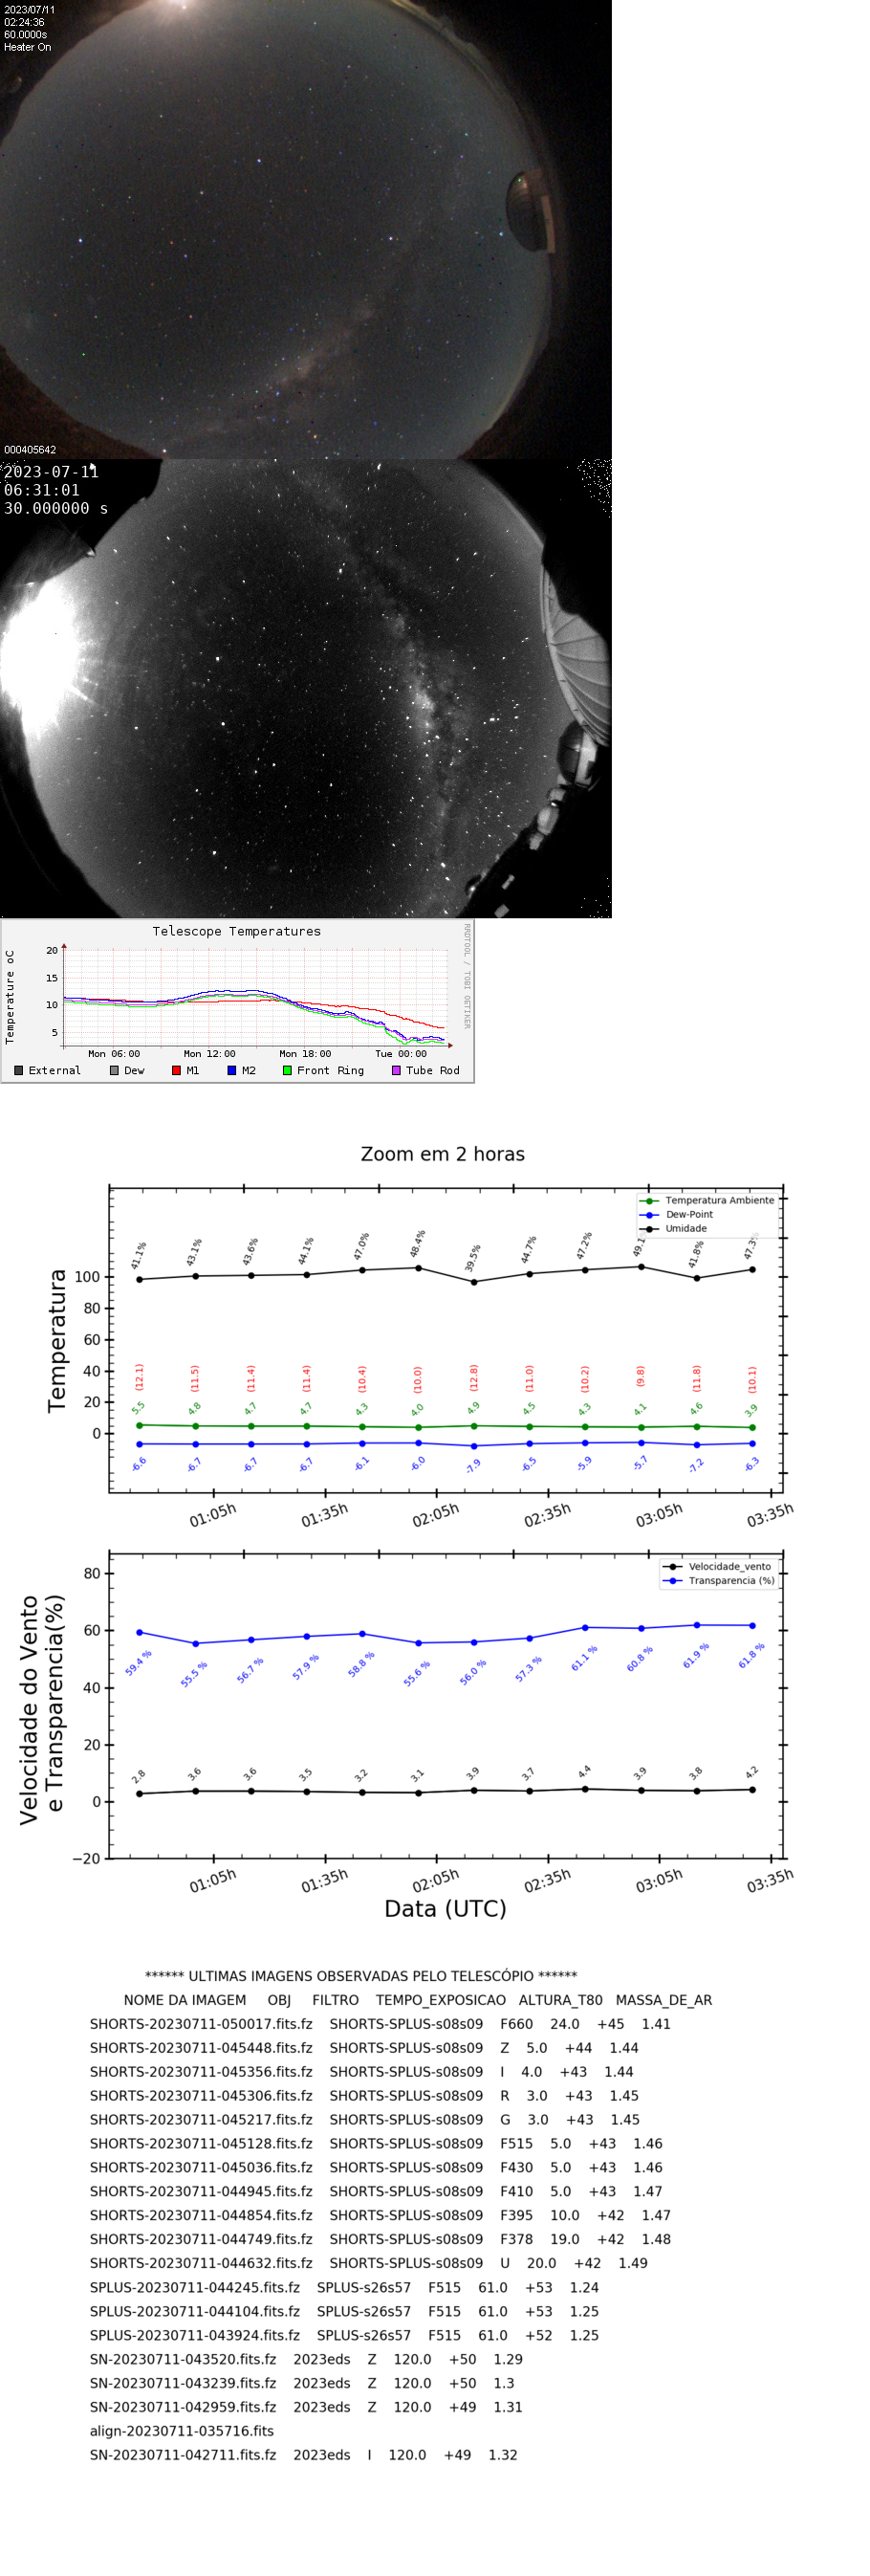 2023/07/11
02:24:36
60.0000s
Heater On
000405642
2023-07-11
06:31:01
30.000000 s
Telescope Temperatures
RRDTOOL / TOBI OETIKER
Temperature oC
20
15
10
5
Mon 06:00 Mon 12:00 Mon 18:00 Tue 00:00
External Dew M1 M2 Front Ring Tube Rod
Zoom em 2 horas
Temperatura Ambiente
Dew-Point
Umidade
41.1% 43.1% 43.6% 44.1% 47.0% 48.4% 39.5% 44.7% 47.2% 49.1 41.8% 47.3%
Temperatura
100
80
60
40
20
0
(12.1) (11.5) (11.4) (11.4) (10.4) (10.0) (12.8) (11.0) (10.2) (9.8) (11.8) (10.1)
5.5 4.8 4.7 4.7 4.3 4.0 4.9 4.5 4.3 4.1 4.6 3.9
-6.6 -6.7 -6.7 -6.7 -6.1 -6.0 -7.9 -6.5 -5.9 -5.7 -7.2 -6.3
01:05h 01:35h 02:05h 02:35h 03:05h 03:35h
Velocidade_vento
Transparencia (%)
Velocidade do Vento
e Transparencia(%)
80
60
40
20
0
−20
59.4 % 55.5 % 56.7 % 57.9 % 58.8 % 55.6 % 56.0 % 57.3 % 61.1 % 60.8 % 61.9 % 61.8 %
2.8 3.6 3.6 3.5 3.2 3.1 3.9 3.7 4.4 3.9 3.8 4.2
01:05h 01:35h 02:05h 02:35h 03:05h 03:35h
Data (UTC)
****** ULTIMAS IMAGENS OBSERVADAS PELO TELESCÓPIO ******
NOME DA IMAGEM OBJ FILTRO TEMPO_EXPOSICAO ALTURA_T80 MASSA_DE_AR
SHORTS-20230711-050017.fits.fz SHORTS-SPLUS-s08s09 F660 24.0 +45 1.41
SHORTS-20230711-045448.fits.fz SHORTS-SPLUS-s08s09 Z 5.0 +44 1.44
SHORTS-20230711-045356.fits.fz SHORTS-SPLUS-s08s09 I 4.0 +43 1.44
SHORTS-20230711-045306.fits.fz SHORTS-SPLUS-s08s09 R 3.0 +43 1.45
SHORTS-20230711-045217.fits.fz SHORTS-SPLUS-s08s09 G 3.0 +43 1.45
SHORTS-20230711-045128.fits.fz SHORTS-SPLUS-s08s09 F515 5.0 +43 1.46
SHORTS-20230711-045036.fits.fz SHORTS-SPLUS-s08s09 F430 5.0 +43 1.46
SHORTS-20230711-044945.fits.fz SHORTS-SPLUS-s08s09 F410 5.0 +43 1.47
SHORTS-20230711-044854.fits.fz SHORTS-SPLUS-s08s09 F395 10.0 +42 1.47
SHORTS-20230711-044749.fits.fz SHORTS-SPLUS-s08s09 F378 19.0 +42 1.48
SHORTS-20230711-044632.fits.fz SHORTS-SPLUS-s08s09 U 20.0 +42 1.49
SPLUS-20230711-044245.fits.fz SPLUS-s26s57 F515 61.0 +53 1.24
SPLUS-20230711-044104.fits.fz SPLUS-s26s57 F515 61.0 +53 1.25
SPLUS-20230711-043924.fits.fz SPLUS-s26s57 F515 61.0 +52 1.25
SN-20230711-043520.fits.fz 2023eds Z 120.0 +50 1.29
SN-20230711-043239.fits.fz 2023eds Z 120.0 +50 1.3
SN-20230711-042959.fits.fz 2023eds Z 120.0 +49 1.31
align-20230711-035716.fits
SN-20230711-042711.fits.fz 2023eds I 120.0 +49 1.32